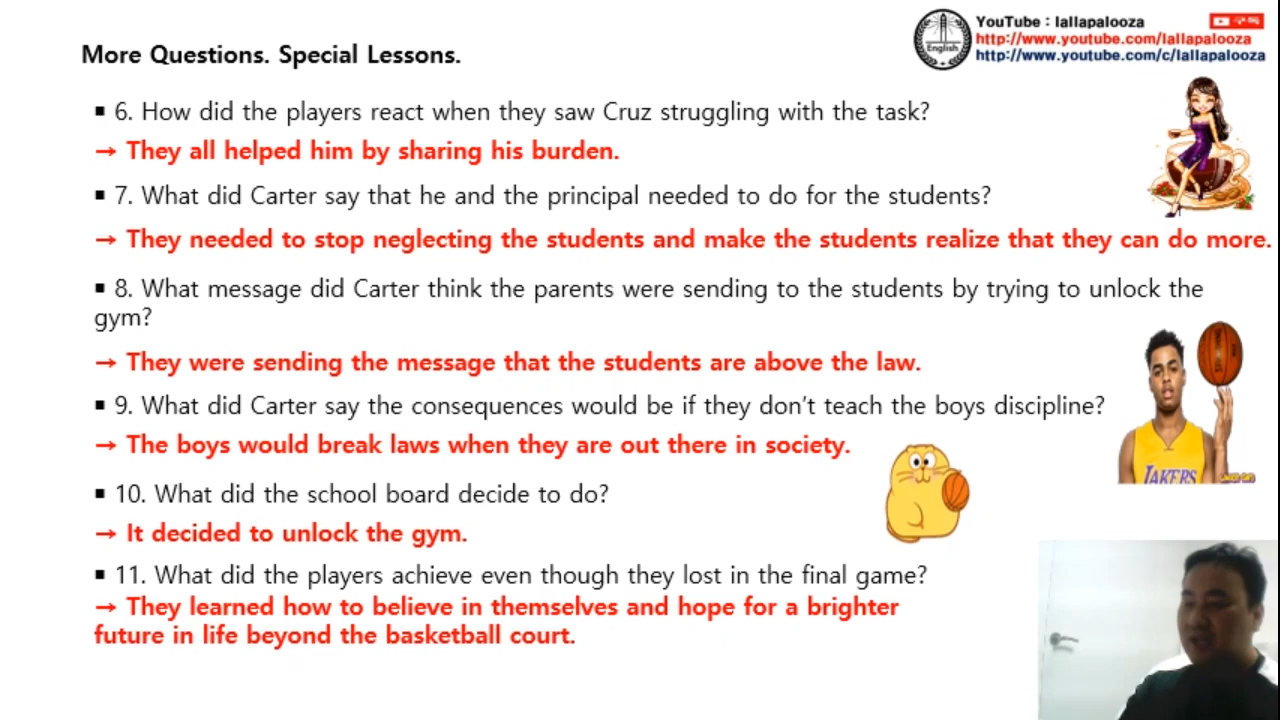 YouTube : lallapalooza
http://www.youtube.com/lallapalooza
http://www.youtube.com/c/lallapalooza
English
More Questions. Special Lessons.
▪ 6. How did the players react when they saw Cruz struggling with the task?
→ They all helped him by sharing his burden.
▪ 7. What did Carter say that he and the principal needed to do for the students?
→ They needed to stop neglecting the students and make the students realize that they can do more.
▪ 8. What message did Carter think the parents were sending to the students by trying to unlock the
gym?
→ They were sending the message that the students are above the law.
▪ 9. What did Carter say the consequences would be if they don't teach the boys discipline?
→ The boys would break laws when they are out there in society.
▪ 10. What did the school board decide to do?
→ It decided to unlock the gym.
▪ 11. What did the players achieve even though they lost in the final game?
→ They learned how to believe in themselves and hope for a brighter
future in life beyond the basketball court.
LAKERS